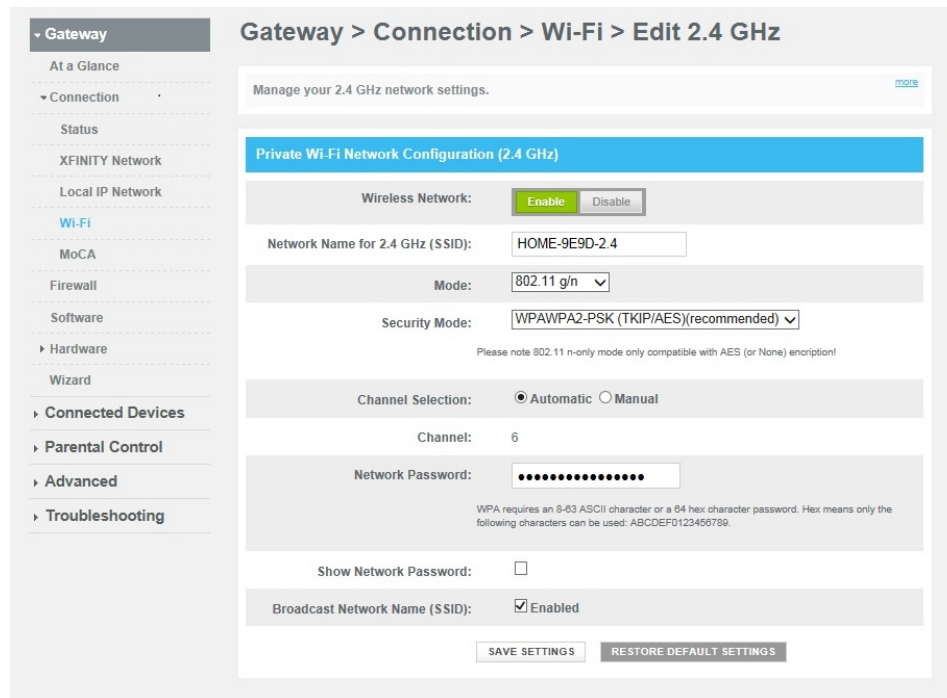 Gateway
At a Glance
Connection
Status
XFINITY Network
Local IP Network
Wi-Fi
MoCA
Firewall
Software
Hardware
Wizard
Connected Devices
Parental Control
Advanced
Troubleshooting
Gateway > Connection > Wi-Fi > Edit 2.4 GHz
Manage your 2.4 GHz network settings.
more
Private Wi-Fi Network Configuration (2.4 GHz)
Wireless Network: Enable Disable
Network Name for 2.4 GHz (SSID): HOME-9E9D-2.4
Mode: 802.11 g/n
Security Mode: WPAWPA2-PSK (TKIP/AES)(recommended)
Please note 802.11 n-only mode only compatible with AES (or None) encription!
Channel Selection: Automatic Manual
Channel: 6
Network Password: ●●●●●●●●●●●●●●●●
WPA requires an 8-63 ASCII character or a 64 hex character password. Hex means only the
following characters can be used: ABCDEF0123456789.
Show Network Password:
Broadcast Network Name (SSID): Enabled
SAVE SETTINGS RESTORE DEFAULT SETTINGS